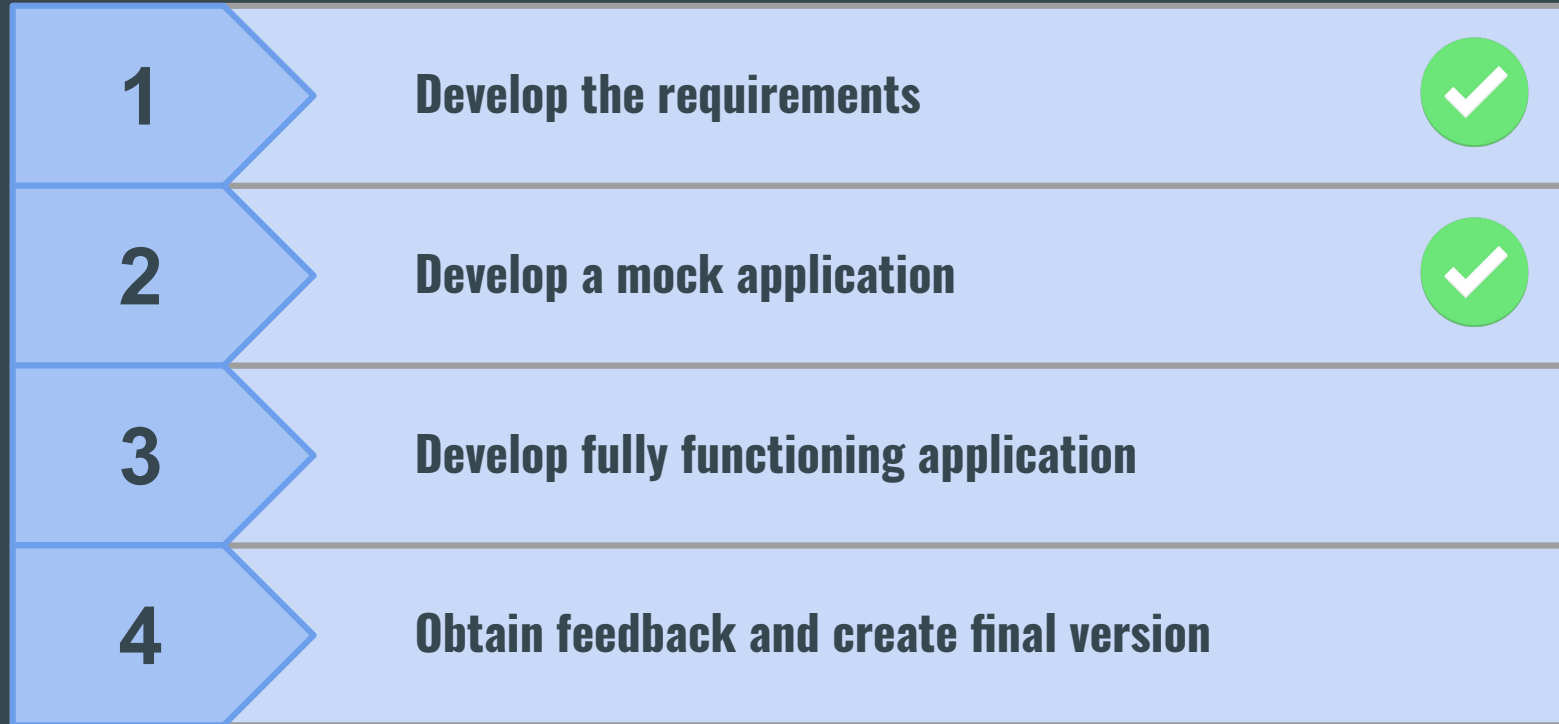 1 Develop the requirements
2 Develop a mock application
3 Develop fully functioning application
4 Obtain feedback and create final version